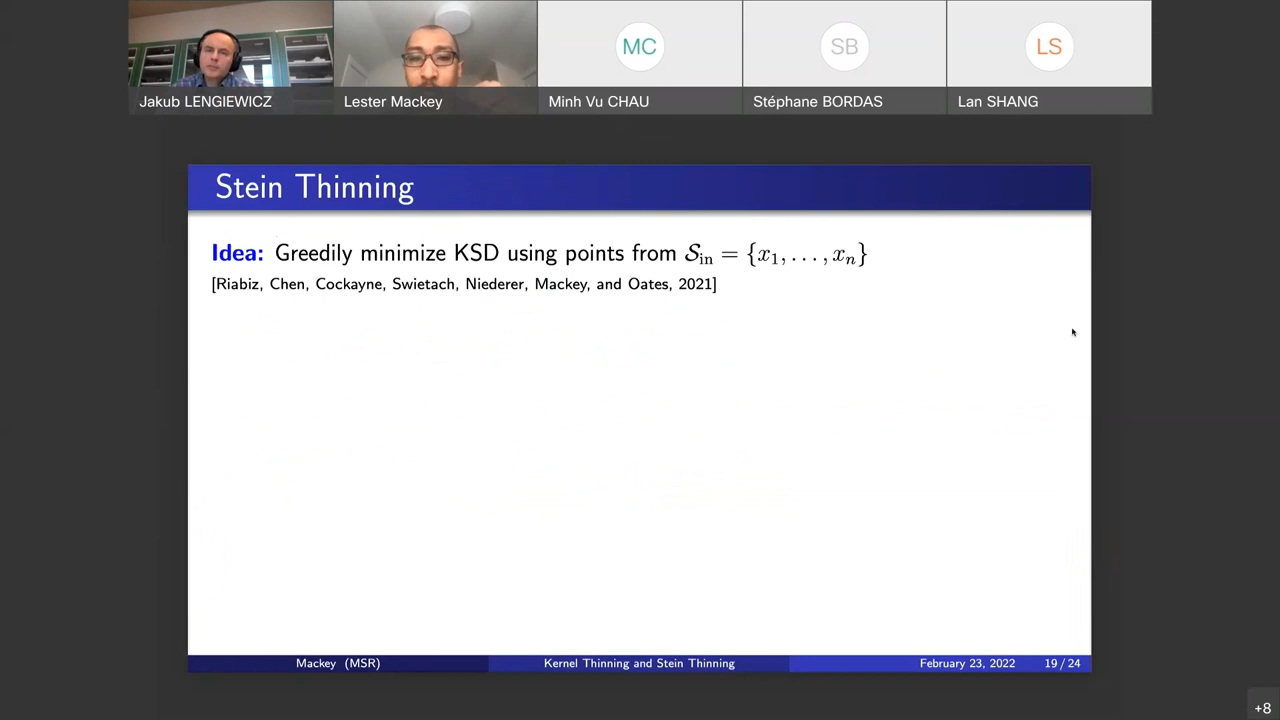 MC
SB
LS
Jakub LENGIEWICZ
Lester Mackey
Minh Vu CHAU
Stéphane BORDAS
Lan SHANG
Stein Thinning
Idea: Greedily minimize KSD using points from 𝒮in = {x1, . . . , xn}
[Riabiz, Chen, Cockayne, Swietach, Niederer, Mackey, and Oates, 2021]
Mackey (MSR)
Kernel Thinning and Stein Thinning
February 23, 2022
19 / 24
+8